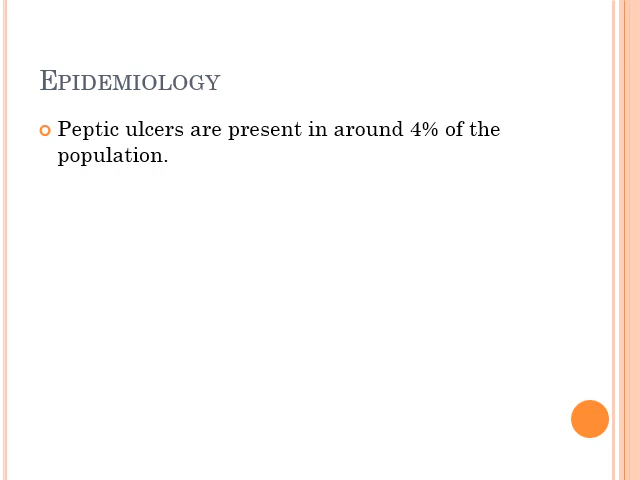 Epidemiology
Peptic ulcers are present in around 4% of the
population.